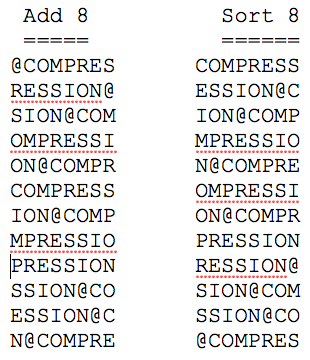 Add 8 Sort 8
===== ======
@COMPRES COMPRESS
RESSION@ ESSION@C
SION@COM ION@COMP
OMPRESSI MPRESSIO
ON@COMPR N@COMPRE
COMPRESS OMPRESSI
ION@COMP ON@COMPR
MPRESSIO PRESSION
PRESSION RESSION@
SSION@CO SION@COM
ESSION@C SSION@CO
N@COMPRE @COMPRES